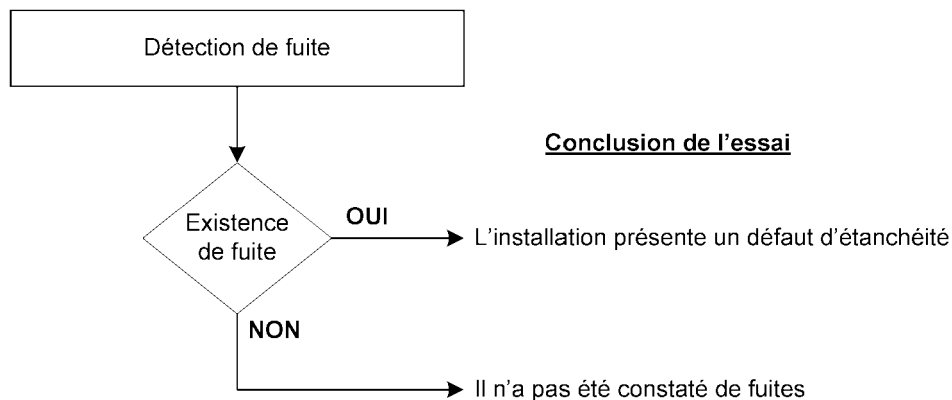 Détection de fuite
Conclusion de l'essai
Existence
de fuite
OUI
L'installation présente un défaut d'étanchéité
NON
Il n'a pas été constaté de fuites